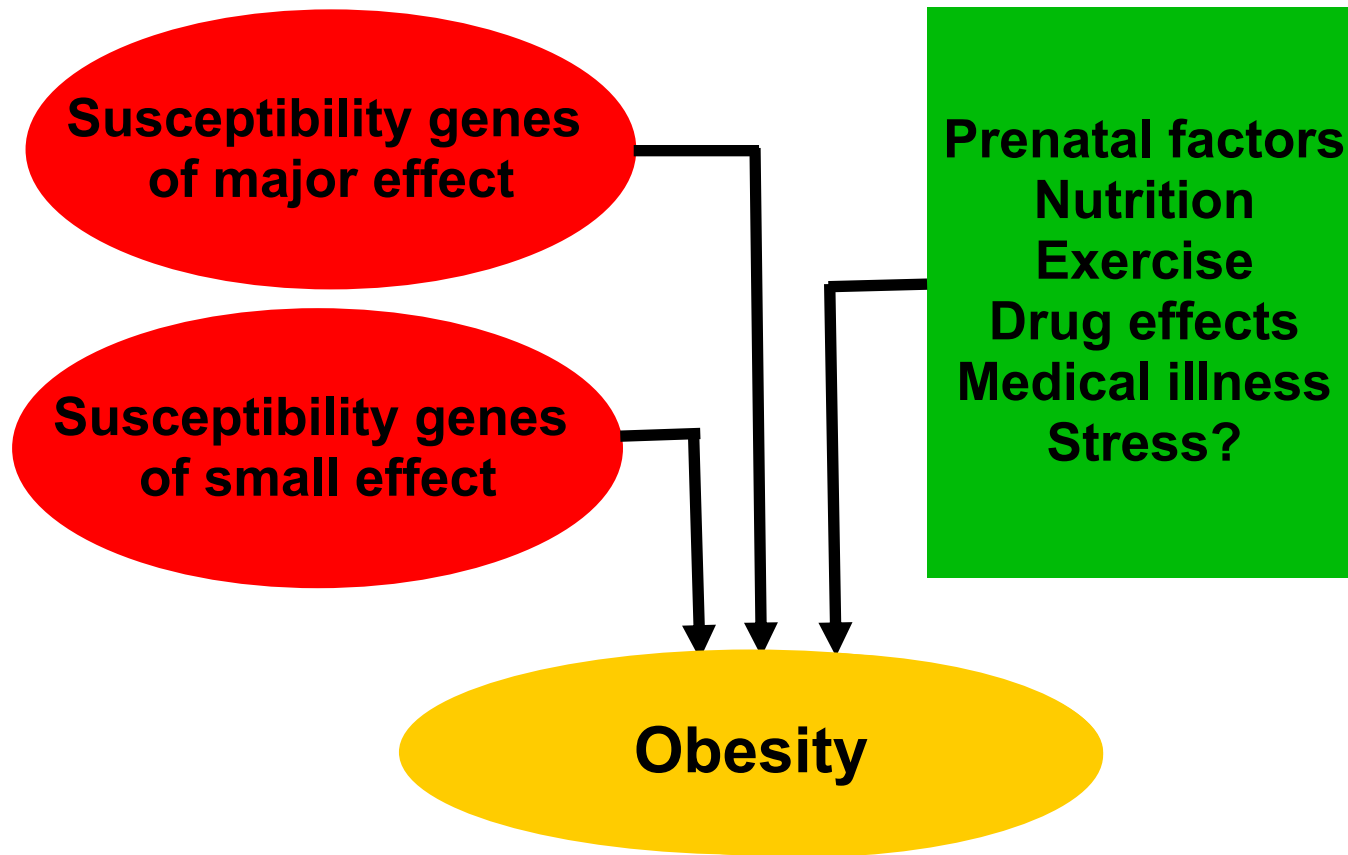 Susceptibility genes
of major effect
Susceptibility genes
of small effect
Prenatal factors
Nutrition
Exercise
Drug effects
Medical illness
Stress?
Obesity